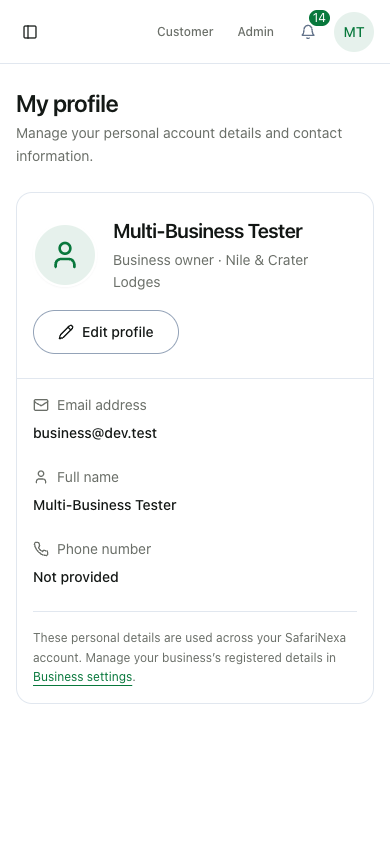 Customer
Admin
14
MT
My profile
Manage your personal account details and contact
information.
Multi-Business Tester
Business owner · Nile & Crater
Lodges
Edit profile
Email address
business@dev.test
Full name
Multi-Business Tester
Phone number
Not provided
These personal details are used across your SafariNexa
account. Manage your business's registered details in
Business settings.